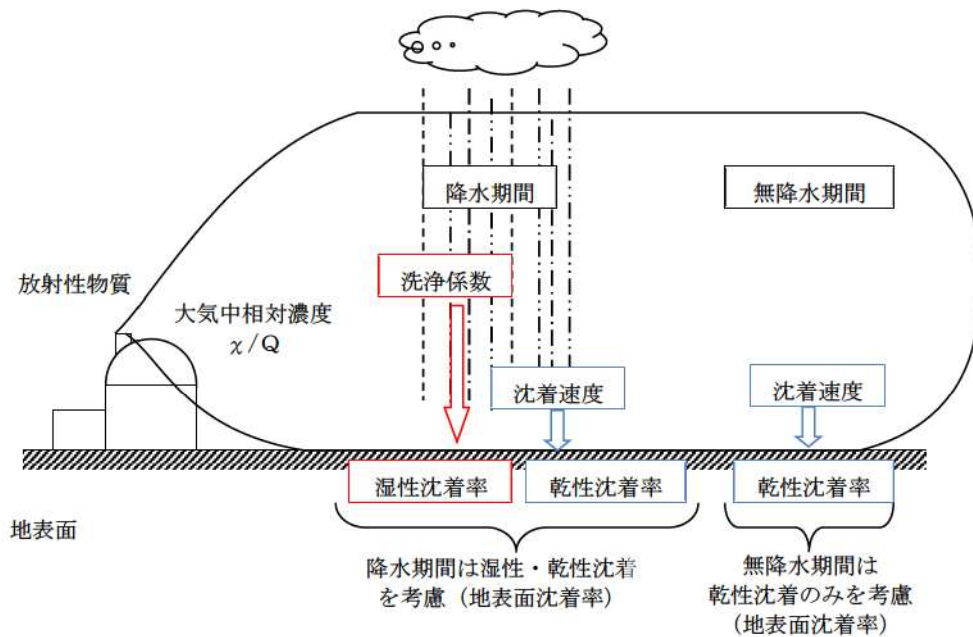 降水期間
無降水期間
放射性物質
洗浄係数
大気中相対濃度
χ/Q
沈着速度
沈着速度
湿性沈着率
乾性沈着率
乾性沈着率
地表面
降水期間は湿性・乾性沈着
を考慮（地表面沈着率）
無降水期間は
乾性沈着のみを考慮
（地表面沈着率）